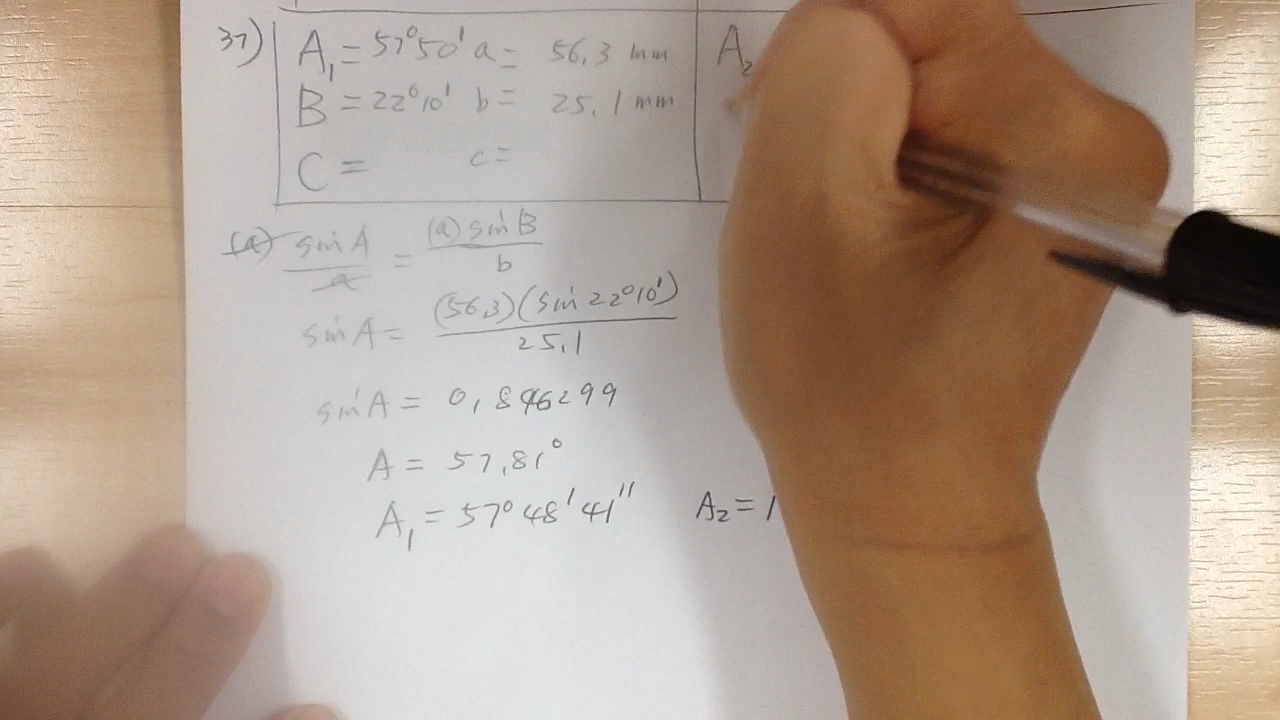 37) A₁ = 57°50' a = 56,3 mm A₂
B = 22°10' b = 25,1 mm
C = c =
(a) sin A / a = (a) sin B / b
sin A = (56,3)(sin 22°10') / 25,1
sin A = 0,846299
A = 57,81°
A₁ = 57°48'41" A₂ = 1